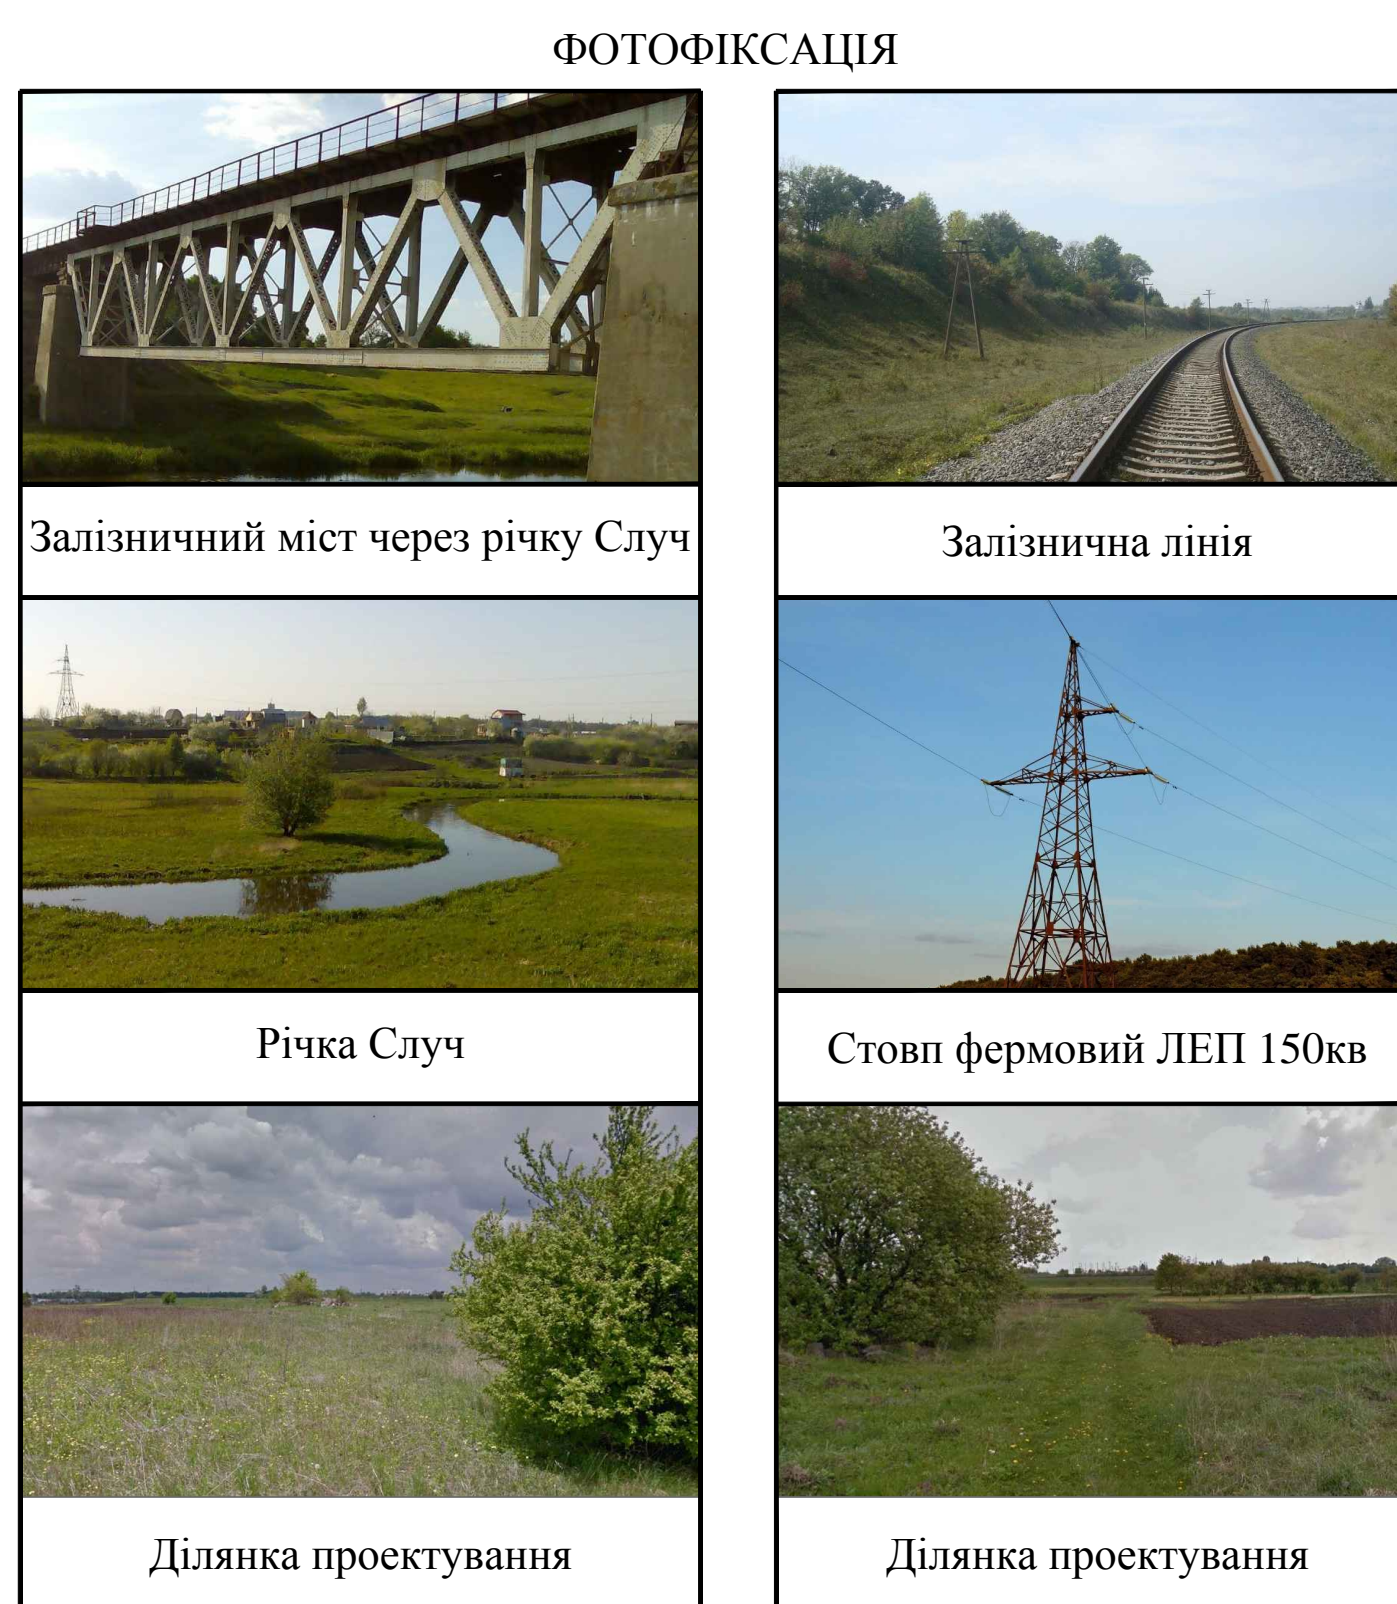 ФОТОФІКСАЦІЯ
Залізничний міст через річку Случ
Залізнична лінія
Річка Случ
Стовп фермовий ЛЕП 150кв
Ділянка проектування
Ділянка проектування